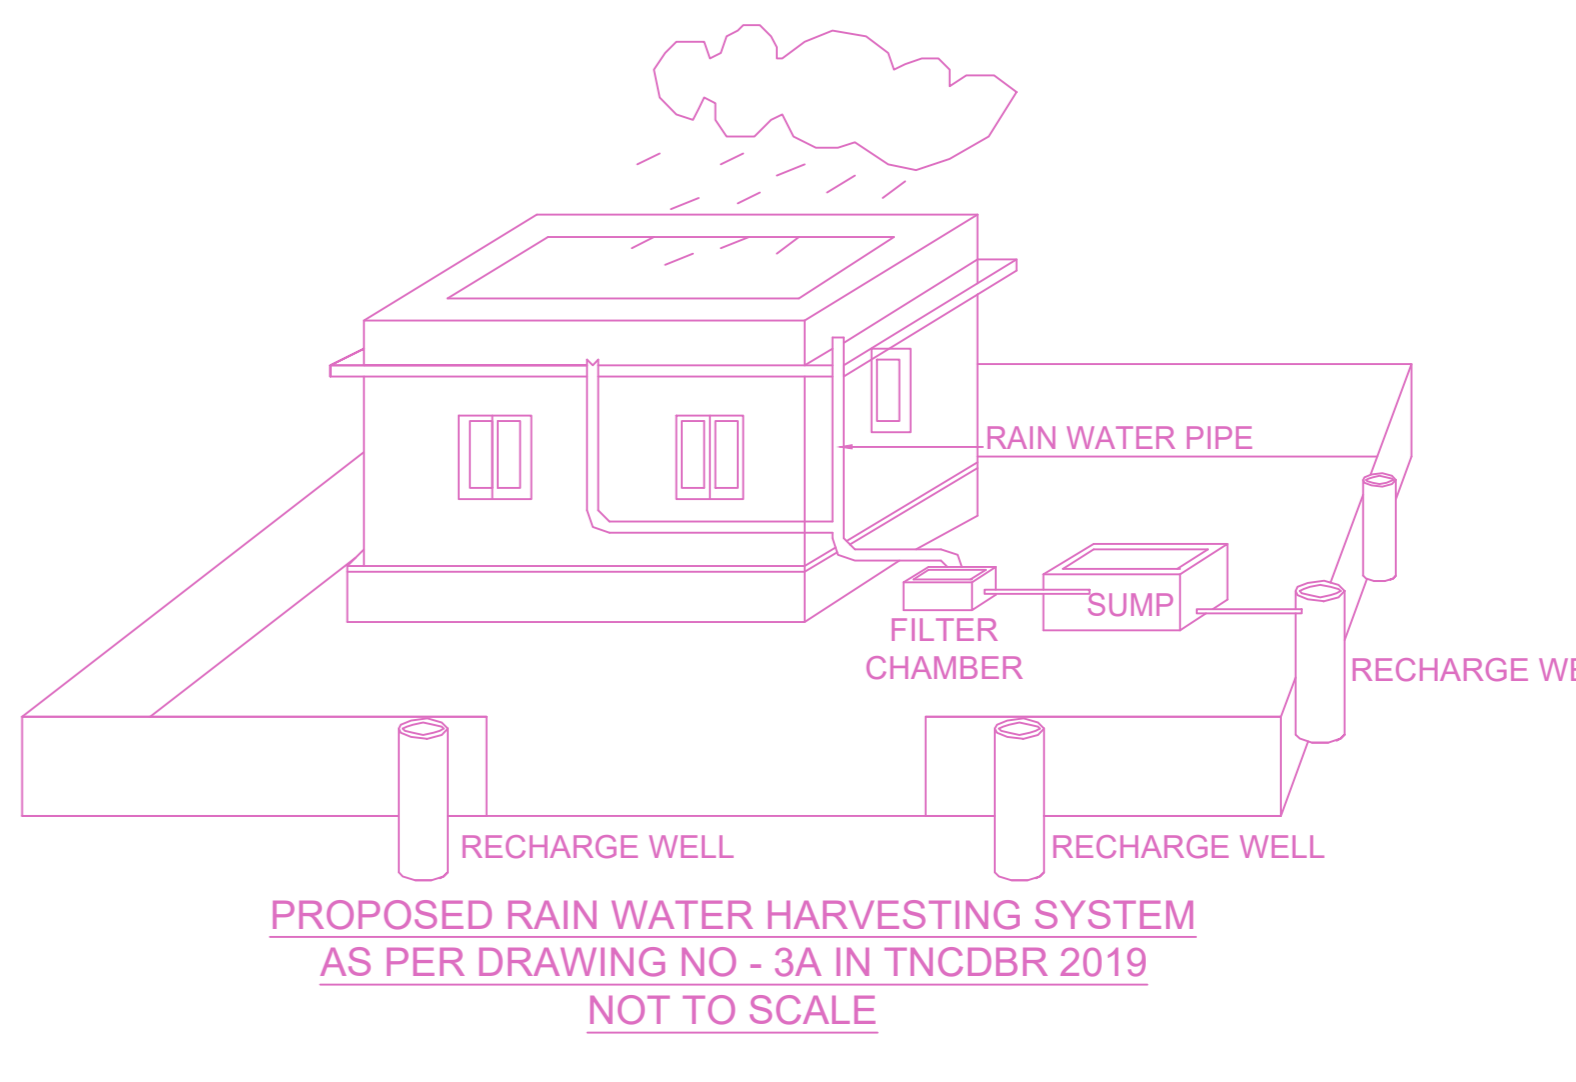 RAIN WATER PIPE
SUMP
FILTER
CHAMBER
RECHARGE
RECHARGE WELL
RECHARGE WELL
PROPOSED RAIN WATER HARVESTING SYSTEM
AS PER DRAWING NO - 3A IN TNCDBR 2019
NOT TO SCALE